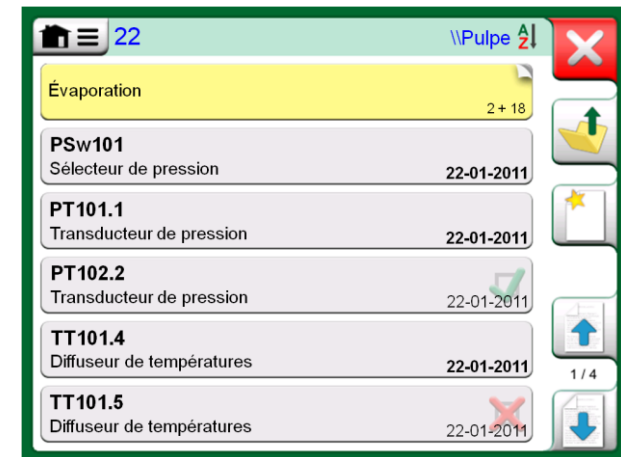 22 \\Pulpe AZ
Évaporation
2 + 18
PSw101
Sélecteur de pression 22-01-2011
PT101.1
Transducteur de pression 22-01-2011
PT102.2
Transducteur de pression 22-01-2011
TT101.4
Diffuseur de températures 22-01-2011
1 / 4
TT101.5
Diffuseur de températures 22-01-2011